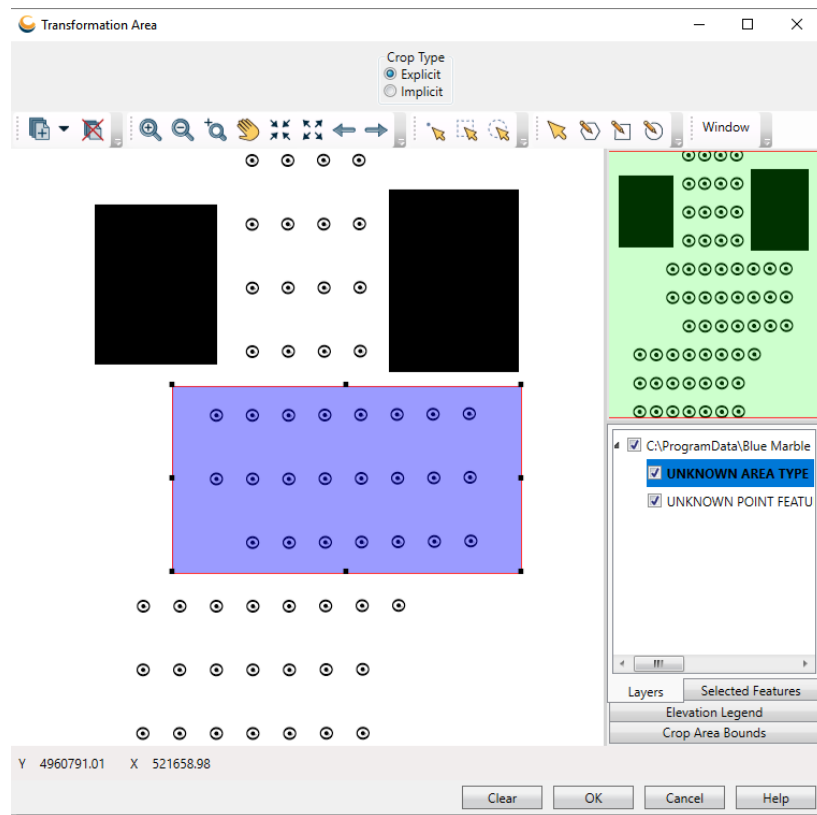 Transformation Area
Crop Type
Explicit
Implicit
Window
C:\ProgramData\Blue Marble
UNKNOWN AREA TYPE
UNKNOWN POINT FEATU
Layers
Selected Features
Elevation Legend
Crop Area Bounds
Y 4960791.01 X 521658.98
Clear
OK
Cancel
Help